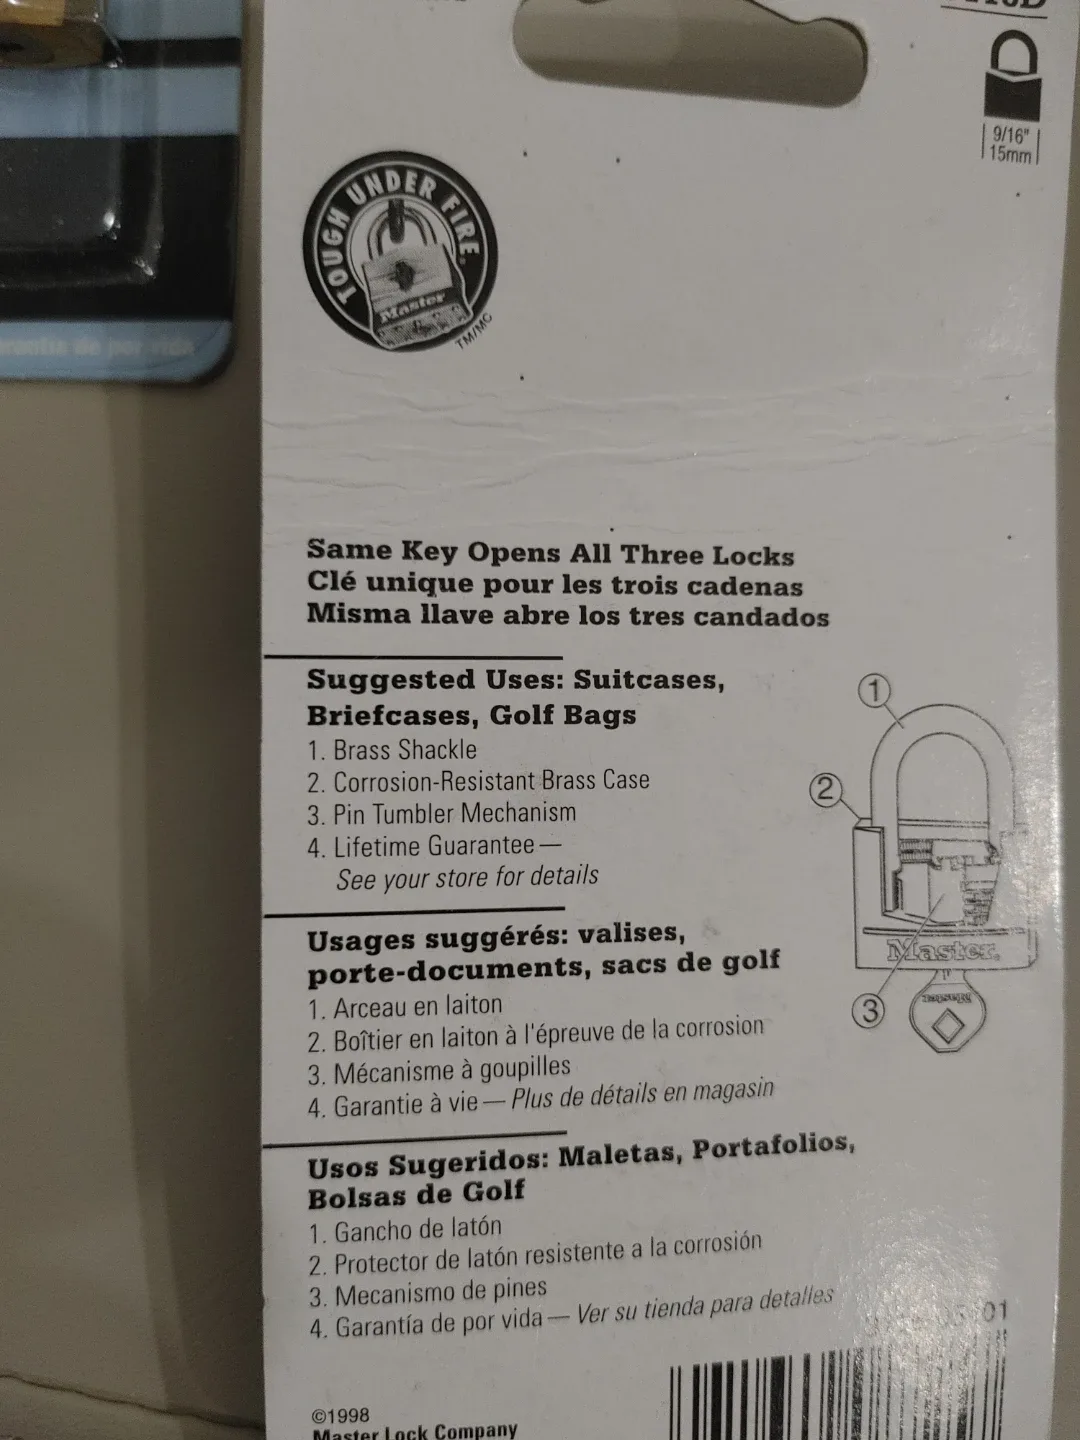 9/16"
15mm
TOUGH UNDER FIRE.
Master
TM/MC
Same Key Opens All Three Locks
Clé unique pour les trois cadenas
Misma llave abre los tres candados
Suggested Uses: Suitcases,
Briefcases, Golf Bags
1. Brass Shackle
2. Corrosion-Resistant Brass Case
3. Pin Tumbler Mechanism
4. Lifetime Guarantee —
See your store for details
1
2
Master.
Master
3
Usages suggérés: valises,
porte-documents, sacs de golf
1. Arceau en laiton
2. Boîtier en laiton à l'épreuve de la corrosion
3. Mécanisme à goupilles
4. Garantie à vie — Plus de détails en magasin
Usos Sugeridos: Maletas, Portafolios,
Bolsas de Golf
1. Gancho de latón
2. Protector de latón resistente a la corrosión
3. Mecanismo de pines
4. Garantía de por vida — Ver su tienda para detalles
©1998
Master Lock Company
de por vida